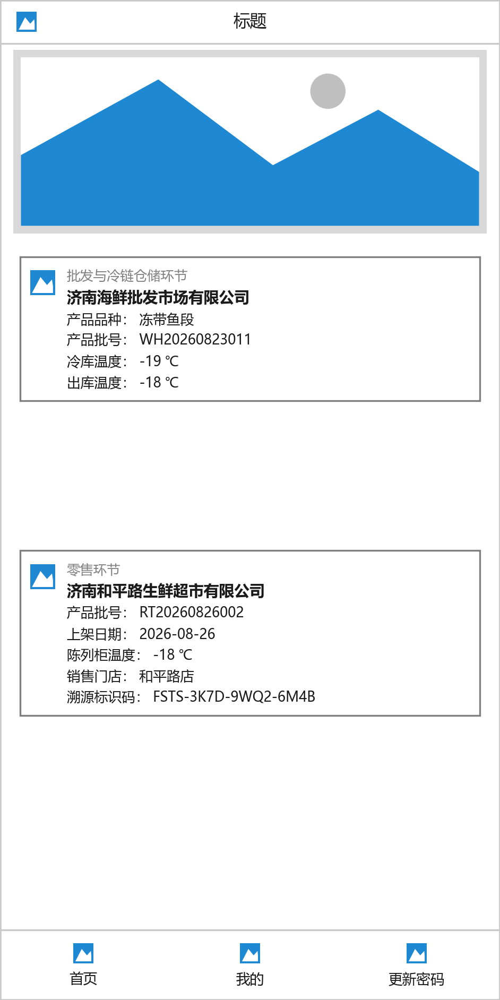 标题
批发与冷链仓储环节
济南海鲜批发市场有限公司
产品品种： 冻带鱼段
产品批号： WH20260823011
冷库温度： -19 ℃
出库温度： -18 ℃
零售环节
济南和平路生鲜超市有限公司
产品批号： RT20260826002
上架日期： 2026-08-26
陈列柜温度： -18 ℃
销售门店： 和平路店
溯源标识码： FSTS-3K7D-9WQ2-6M4B
首页
我的
更新密码